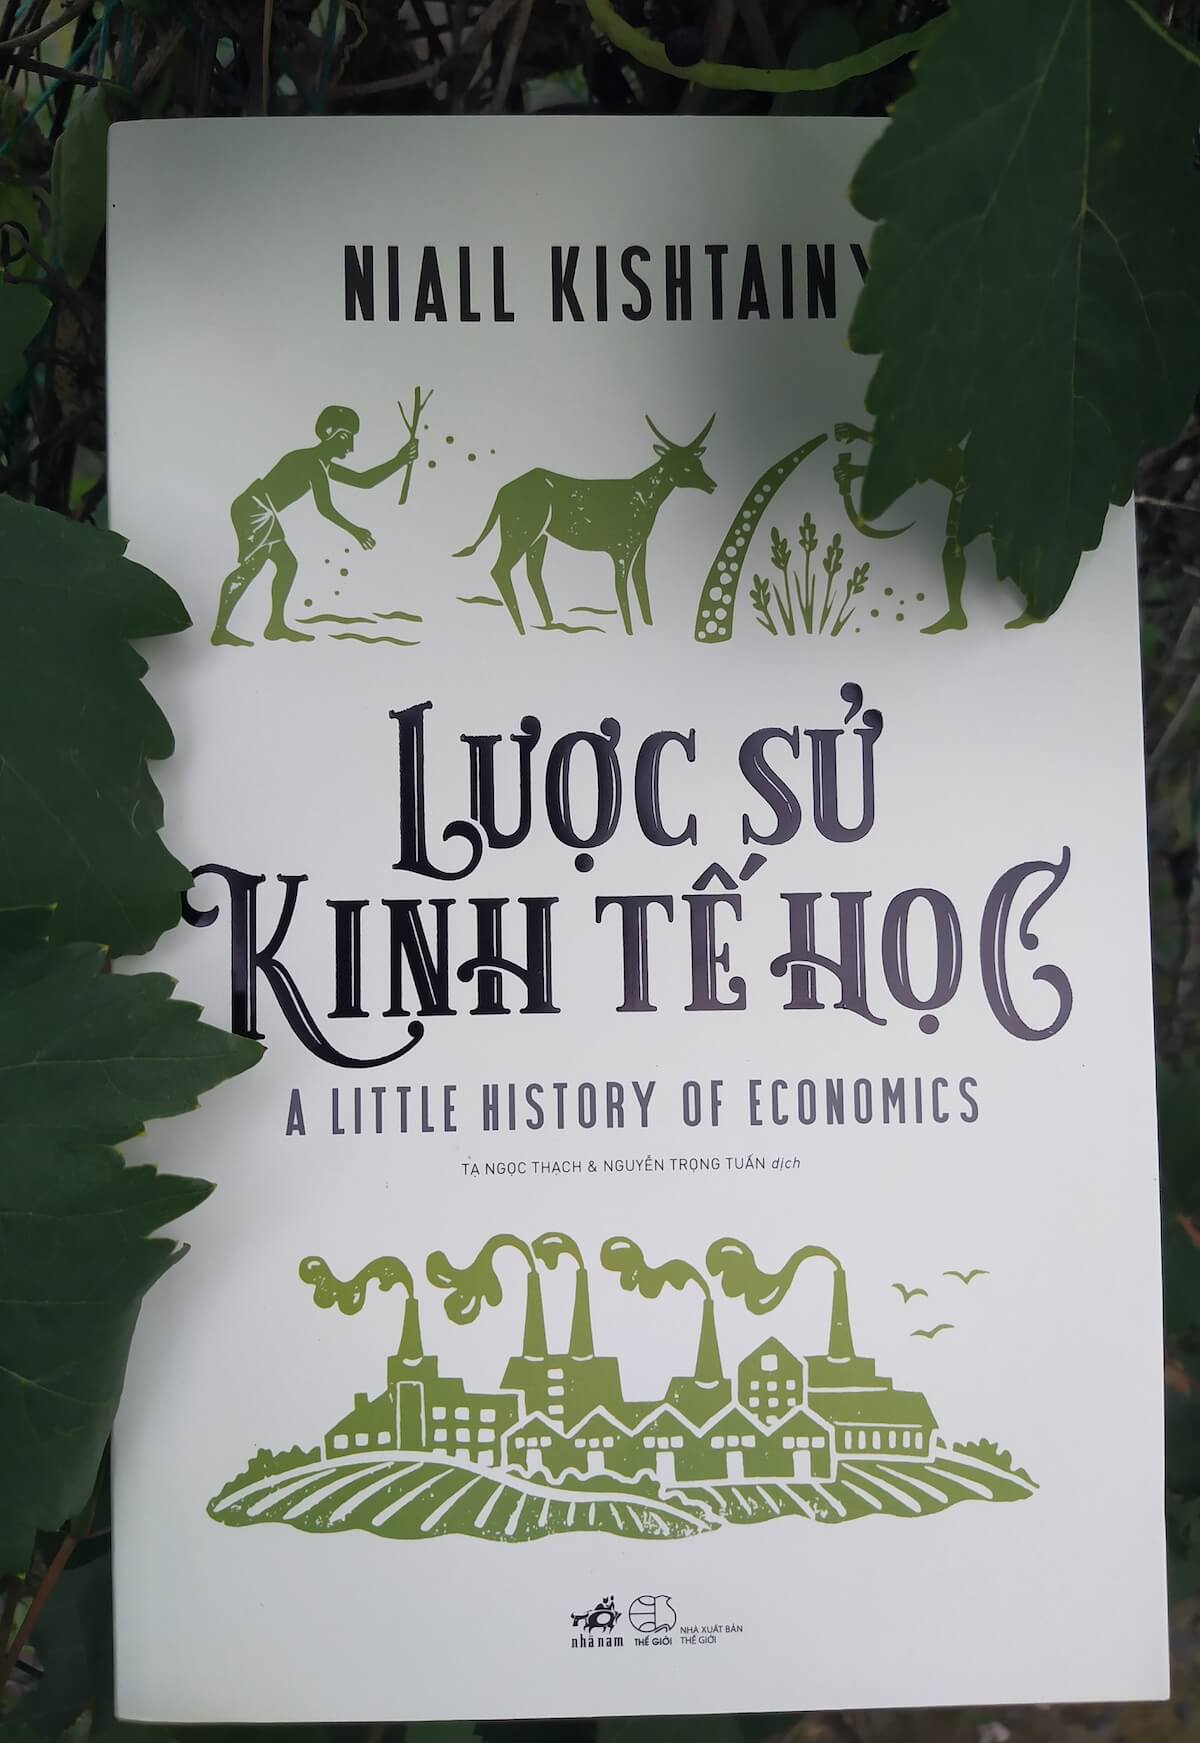 NIALL KISHTAINY
LƯỢC SỬ
KINH TẾ HỌC
A LITTLE HISTORY OF ECONOMICS
TẠ NGỌC THẠCH & NGUYỄN TRỌNG TUẤN dịch
nhã nam
THẾ GIỚI
NHÀ XUẤT BẢN
THẾ GIỚI